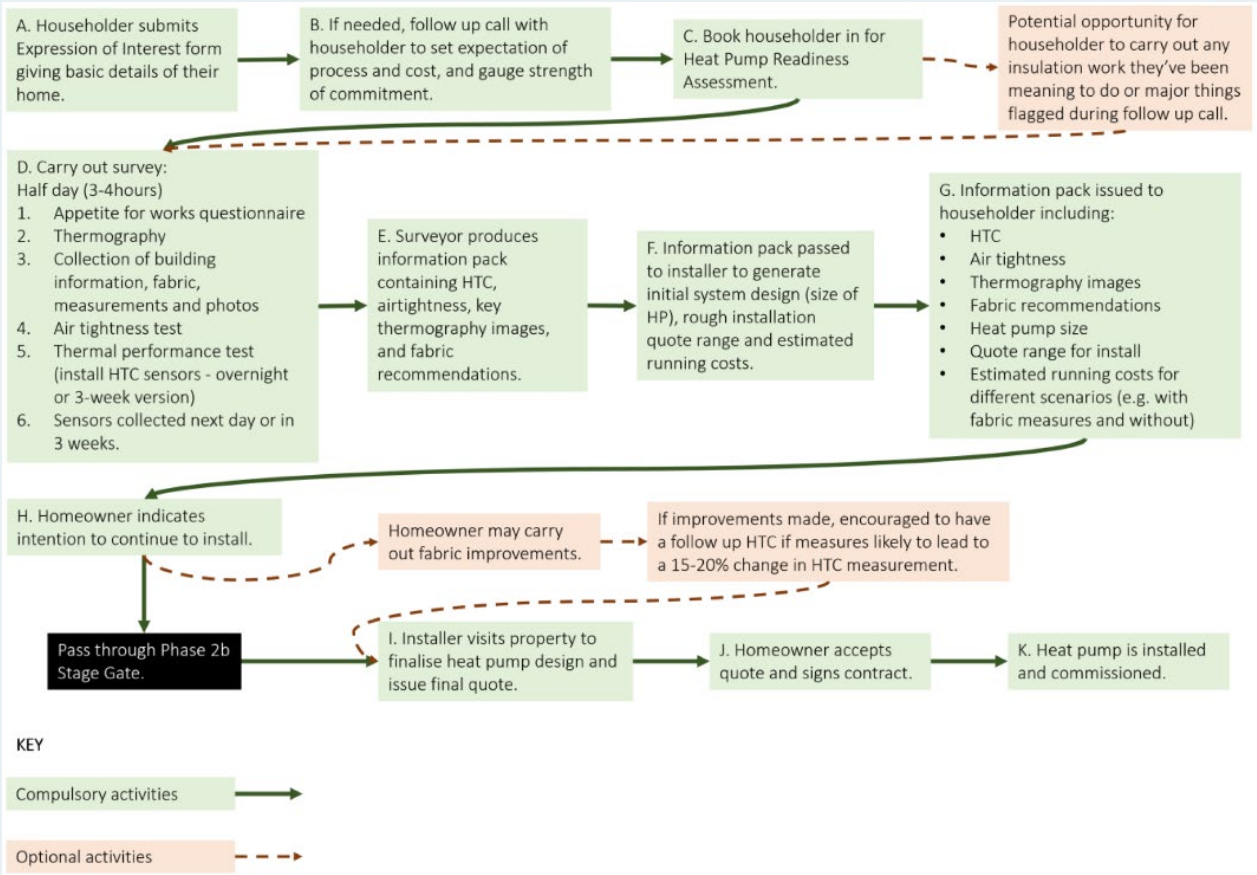 A. Householder submits
Expression of Interest form
giving basic details of their
home.
B. If needed, follow up call with
householder to set expectation of
process and cost, and gauge strength
of commitment.
C. Book householder in for
Heat Pump Readiness
Assessment.
Potential opportunity for
householder to carry out any
insulation work they’ve been
meaning to do or major things
flagged during follow up call.
D. Carry out survey:
Half day (3-4hours)
1. Appetite for works questionnaire
2. Thermography
3. Collection of building
information, fabric,
measurements and photos
4. Air tightness test
5. Thermal performance test
(install HTC sensors - overnight
or 3-week version)
6. Sensors collected next day or in
3 weeks.
E. Surveyor produces
information pack
containing HTC,
airtightness, key
thermography images,
and fabric
recommendations.
F. Information pack passed
to installer to generate
initial system design (size of
HP), rough installation
quote range and estimated
running costs.
G. Information pack issued to
householder including:
• HTC
• Air tightness
• Thermography images
• Fabric recommendations
• Heat pump size
• Quote range for install
• Estimated running costs for
different scenarios (e.g. with
fabric measures and without)
H. Homeowner indicates
intention to continue to install.
Homeowner may carry
out fabric improvements.
If improvements made, encouraged to have
a follow up HTC if measures likely to lead to
a 15-20% change in HTC measurement.
Pass through Phase 2b
Stage Gate.
I. Installer visits property to
finalise heat pump design and
issue final quote.
J. Homeowner accepts
quote and signs contract.
K. Heat pump is installed
and commissioned.
KEY
Compulsory activities
Optional activities